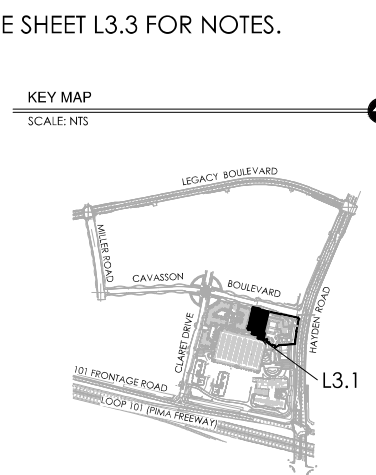 E SHEET L3.3 FOR NOTES.
KEY MAP
SCALE: NTS
LEGACY BOULEVARD
MILLER ROAD
CAVASSON BOULEVARD
HAYDEN ROAD
CLARET DRIVE
L3.1
101 FRONTAGE ROAD
LOOP 101 (PIMA FREEWAY)